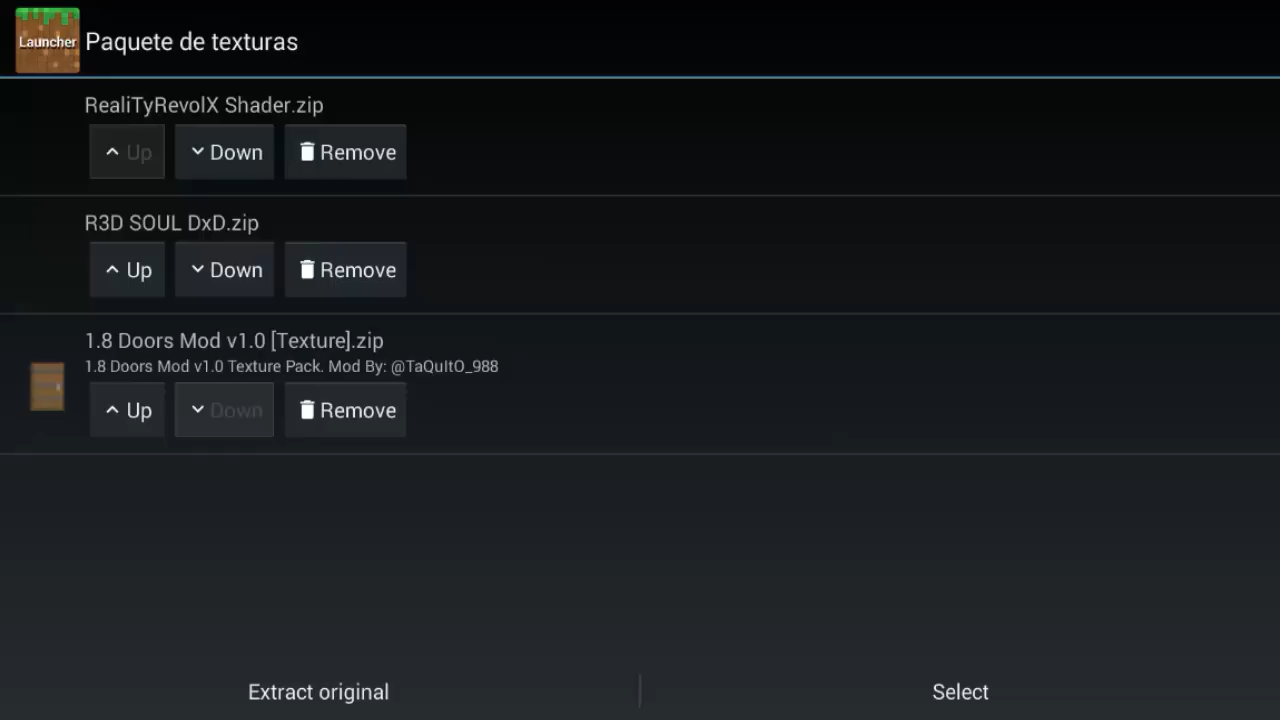 Launcher Paquete de texturas
RealiTyRevolX Shader.zip
Up Down Remove
R3D SOUL DxD.zip
Up Down Remove
1.8 Doors Mod v1.0 [Texture].zip
1.8 Doors Mod v1.0 Texture Pack. Mod By: @TaQuItO_988
Up Down Remove
Extract original Select